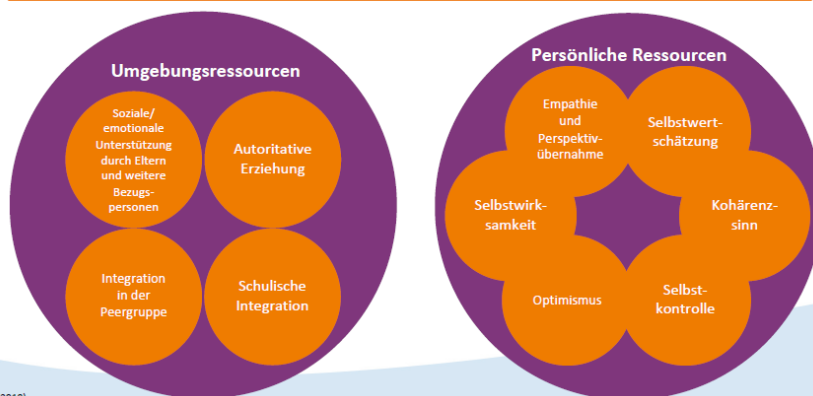 Umgebungsressourcen
Soziale/
emotionale
Unterstützung
durch Eltern
und weitere
Bezugs-
personen
Autoritative
Erziehung
Integration
in der
Peergruppe
Schulische
Integration
Persönliche Ressourcen
Empathie
und
Perspektiv-
übernahme
Selbstwert-
schätzung
Selbstwirk-
samkeit
Kohärenz-
sinn
Optimismus
Selbst-
kontrolle